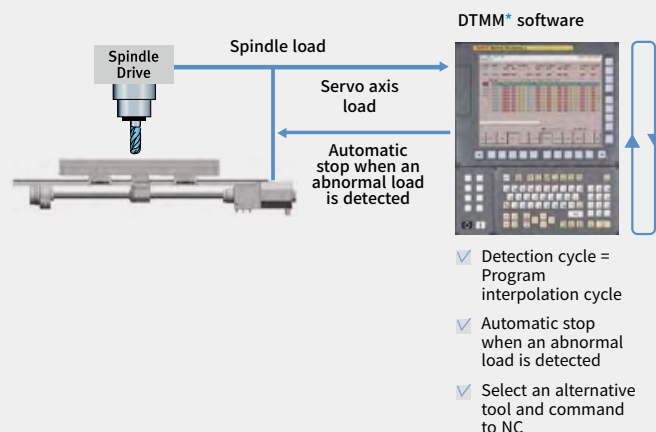 DTMM* software
Spindle load
Spindle
Drive
Servo axis
load
Automatic
stop when an
abnormal load
is detected
Detection cycle =
Program
interpolation cycle
Automatic stop
when an abnormal
load is detected
Select an alternative
tool and command
to NC